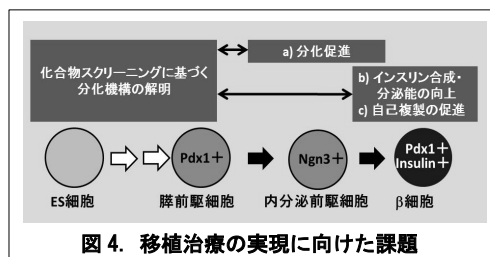 a) 分化促進
化合物スクリーニングに基づく
分化機構の解明
b) インスリン合成・
分泌能の向上
c) 自己複製の促進
Pdx1＋
Ngn3＋
Pdx1＋
Insulin＋
ES細胞
膵前駆細胞
内分泌前駆細胞
β細胞
図 4. 移植治療の実現に向けた課題